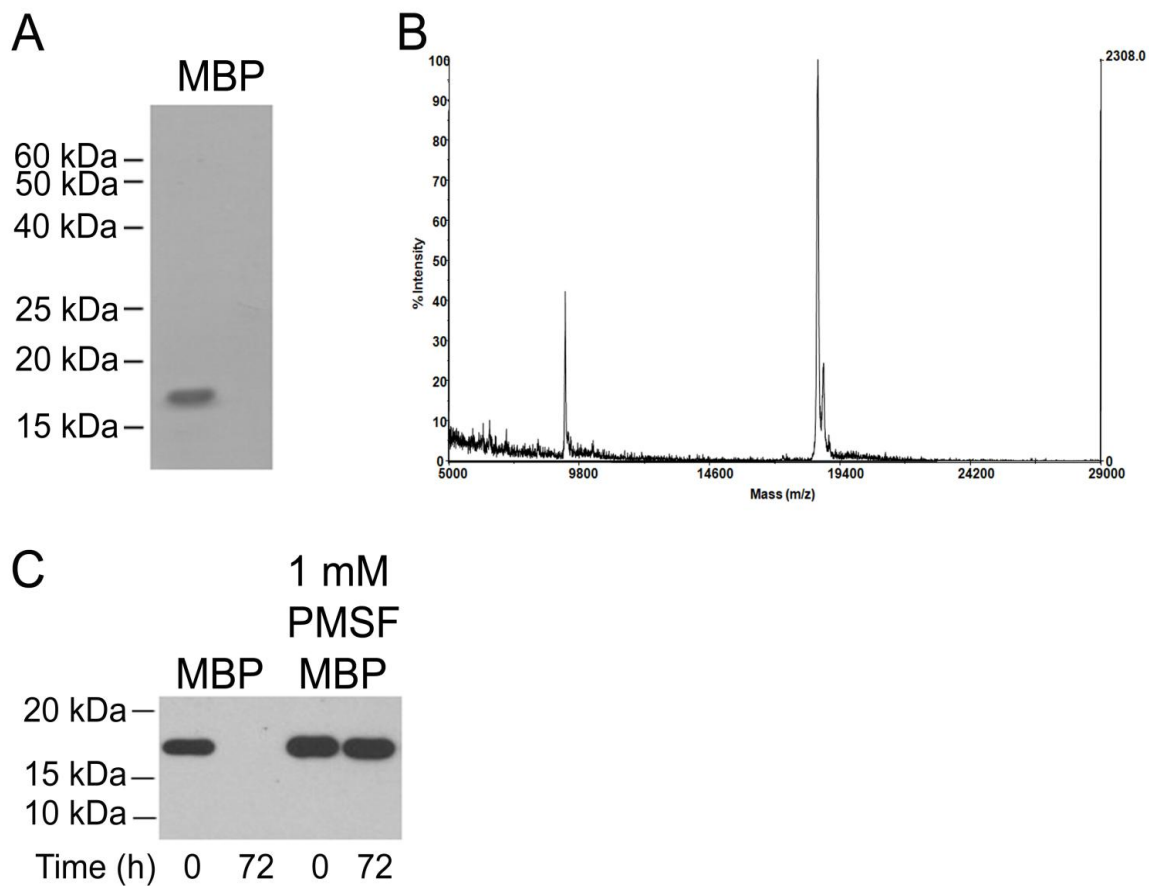 A
MBP
60 kDa
50 kDa
40 kDa
25 kDa
20 kDa
15 kDa
B
100
90
80
70
60
50
40
30
20
10
0
% Intensity
2308.0
0
5000 9800 14600 19400 24200 29000
Mass (m/z)
C
1 mM
PMSF
MBP MBP
20 kDa
15 kDa
10 kDa
Time (h) 0 72 0 72